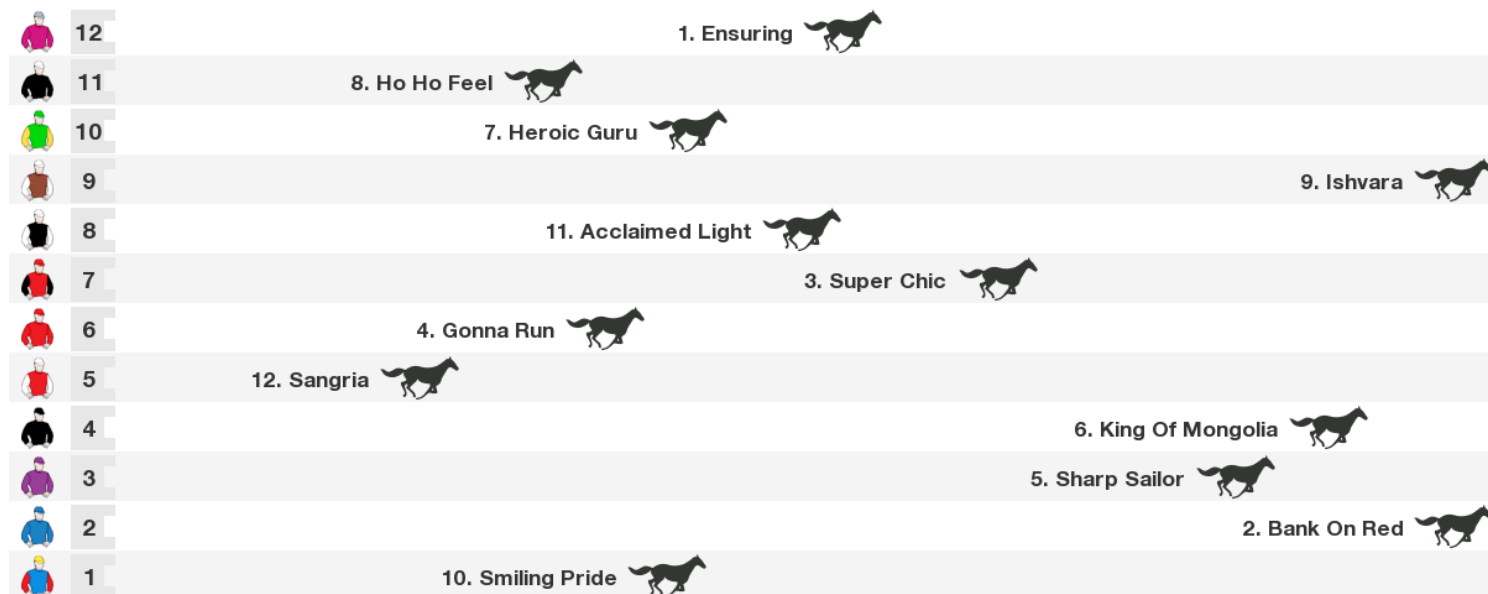 12 1. Ensuring
11 8. Ho Ho Feel
10 7. Heroic Guru
9 9. Ishvara
8 11. Acclaimed Light
7 3. Super Chic
6 4. Gonna Run
5 12. Sangria
4 6. King Of Mongolia
3 5. Sharp Sailor
2 2. Bank On Red
1 10. Smiling Pride